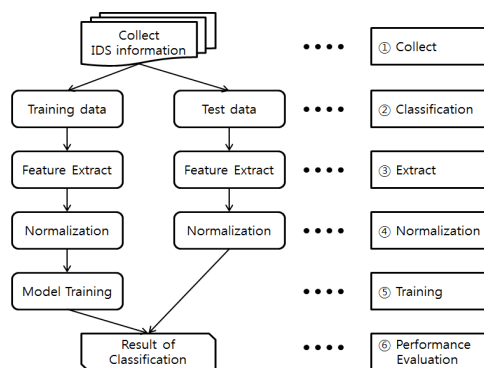 Collect
IDS information
① Collect
Training data
Test data
② Classification
Feature Extract
Feature Extract
③ Extract
Normalization
Normalization
④ Normalization
Model Training
⑤ Training
Result of
Classification
⑥ Performance
Evaluation